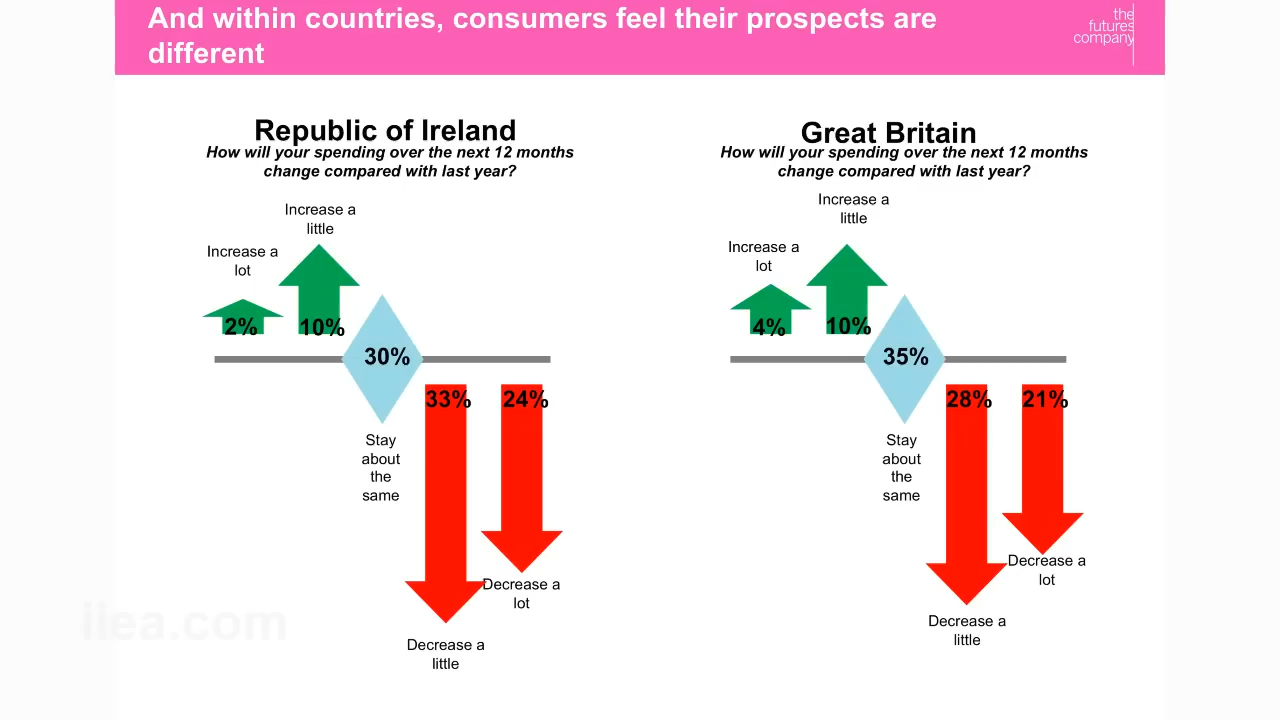 And within countries, consumers feel their prospects are
different
the
futures
company
Republic of Ireland
How will your spending over the next 12 months
change compared with last year?
Increase a
little
Increase a
lot
2%
10%
30%
33%
24%
Stay
about
the
same
Decrease a
lot
Decrease a
little
Great Britain
How will your spending over the next 12 months
change compared with last year?
Increase a
little
Increase a
lot
4%
10%
35%
28%
21%
Stay
about
the
same
Decrease a
lot
Decrease a
little